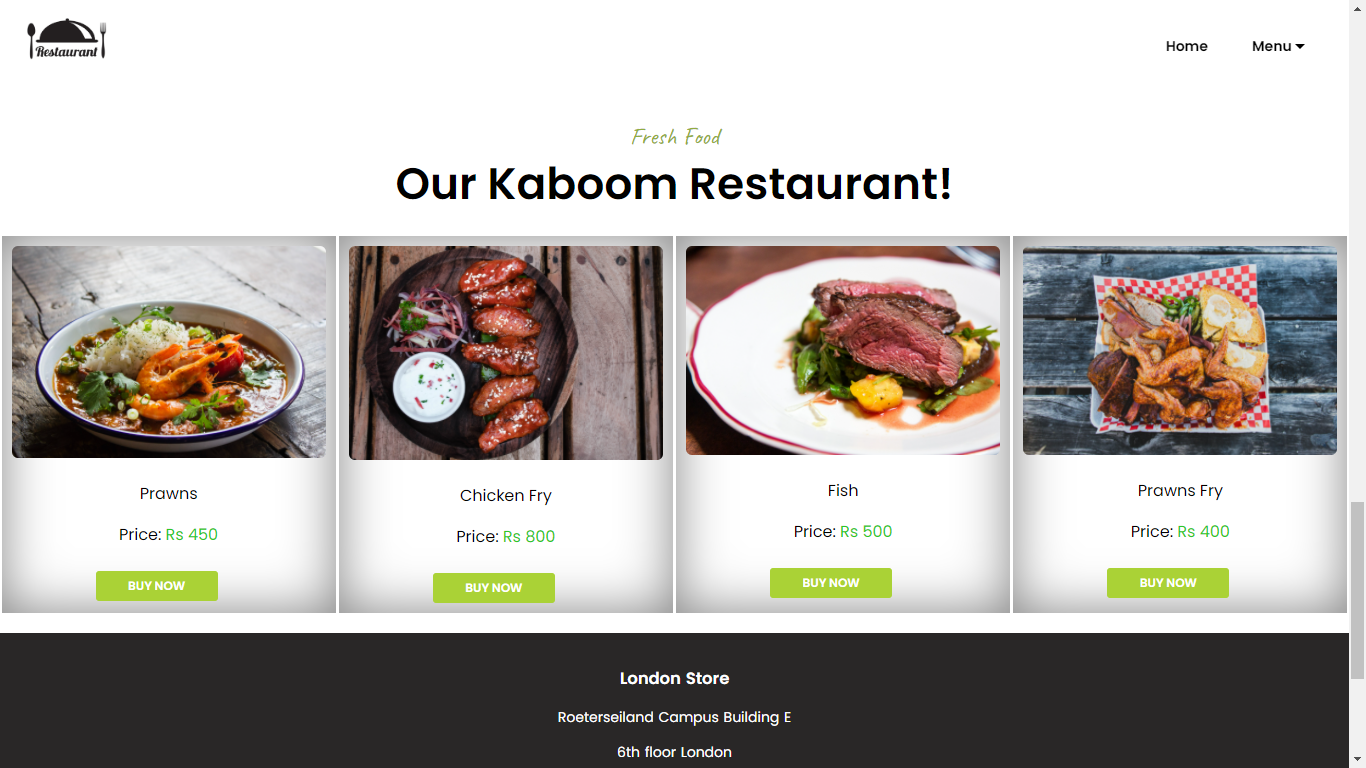 Restaurant
Home
Menu
Fresh Food
Our Kaboom Restaurant!
Prawns
Price: Rs 450
BUY NOW
Chicken Fry
Price: Rs 800
BUY NOW
Fish
Price: Rs 500
BUY NOW
Prawns Fry
Price: Rs 400
BUY NOW
London Store
Roeterseiland Campus Building E
6th floor London